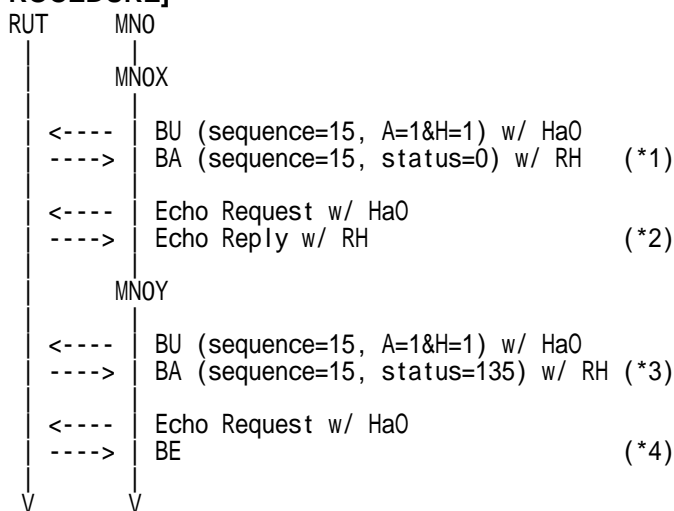 ROCEDURE]
RUT MN0
MN0X
<---- BU (sequence=15, A=1&H=1) w/ HaO
----> BA (sequence=15, status=0) w/ RH (*1)
<---- Echo Request w/ HaO
----> Echo Reply w/ RH (*2)
MN0Y
<---- BU (sequence=15, A=1&H=1) w/ HaO
----> BA (sequence=15, status=135) w/ RH (*3)
<---- Echo Request w/ HaO
----> BE (*4)
V V